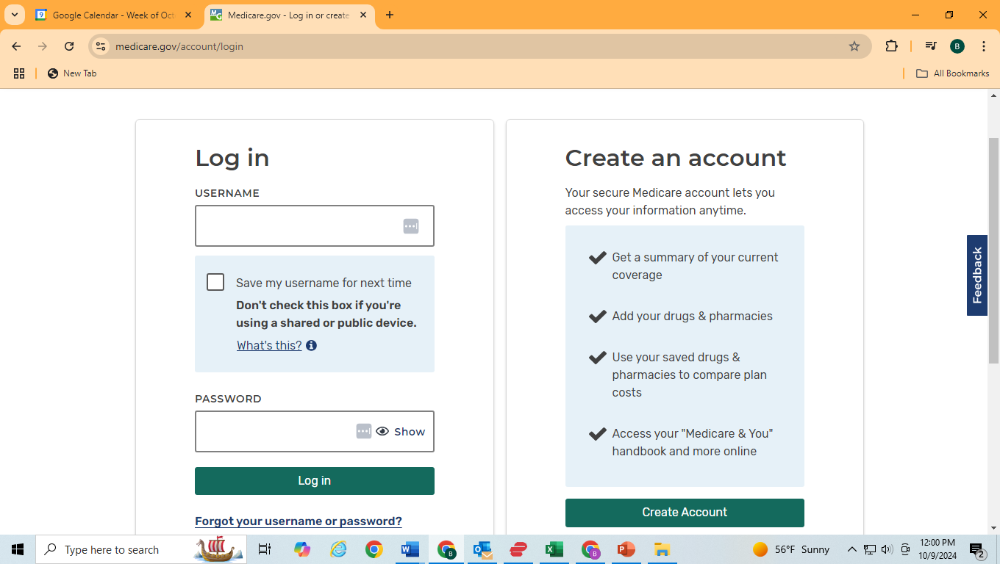 Google Calendar - Week of Oct
Medicare.gov - Log in or create
medicare.gov/account/login
B
New Tab
All Bookmarks
Log in
USERNAME
Save my username for next time
Don't check this box if you're
using a shared or public device.
What's this?
PASSWORD
Show
Log in
Forgot your username or password?
Create an account
Your secure Medicare account lets you
access your information anytime.
Get a summary of your current
coverage
Add your drugs & pharmacies
Use your saved drugs &
pharmacies to compare plan
costs
Access your "Medicare & You"
handbook and more online
Create Account
Feedback
Type here to search
56°F Sunny
12:00 PM
10/9/2024
2